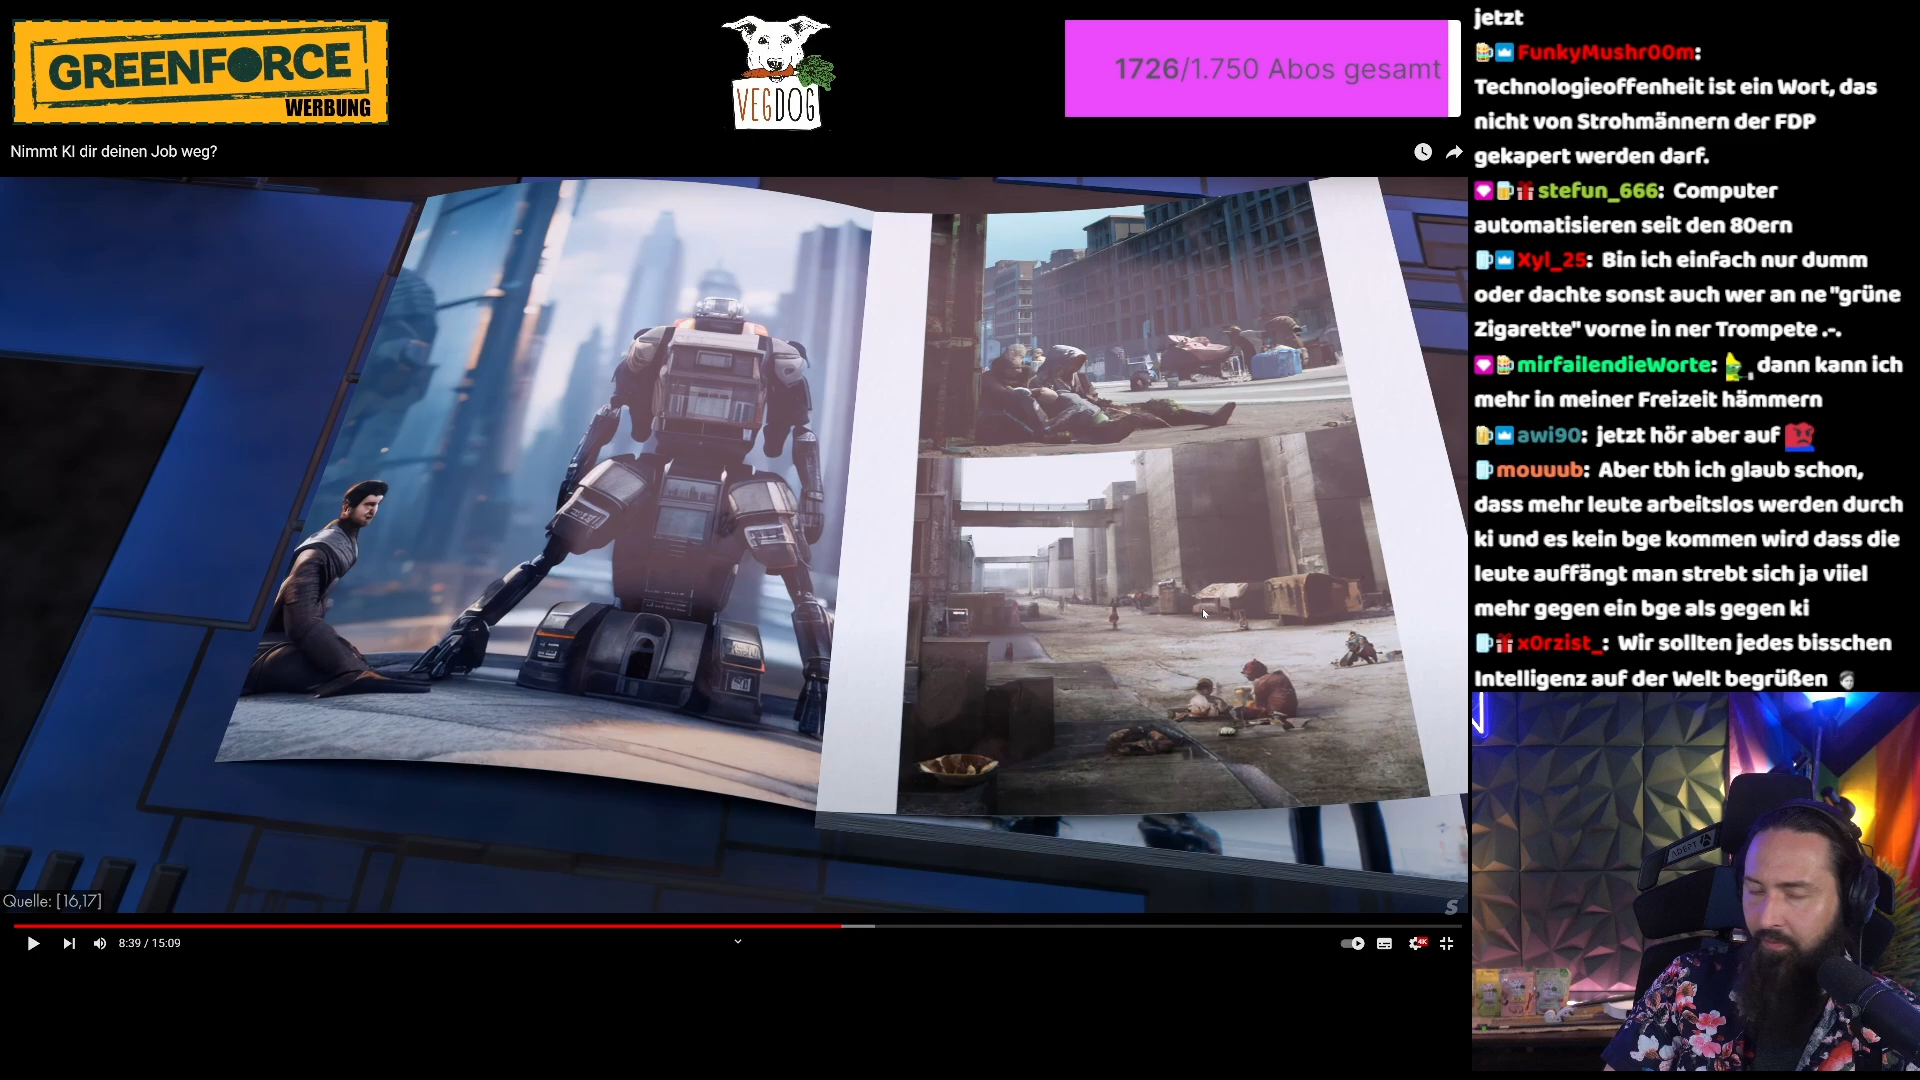 GREENFORCE
WERBUNG
VEGDOG
1726/1.750 Abos gesamt
Nimmt KI dir deinen Job weg?
Quelle: [16,17]
S
8:39 / 15:09
4K
jetzt
FunkyMushr00m:
Technologieoffenheit ist ein Wort, das
nicht von Strohmännern der FDP
gekapert werden darf.
stefun_666: Computer
automatisieren seit den 80ern
Xyl_25: Bin ich einfach nur dumm
oder dachte sonst auch wer an ne "grüne
Zigarette" vorne in ner Trompete .-.
mirfailendieWorte: , dann kann ich
mehr in meiner Freizeit hämmern
awi90: jetzt hör aber auf
mouuub: Aber tbh ich glaub schon,
dass mehr leute arbeitslos werden durch
ki und es kein bge kommen wird dass die
leute auffängt man strebt sich ja viiel
mehr gegen ein bge als gegen ki
x0rzist_: Wir sollten jedes bisschen
Intelligenz auf der Welt begrüßen
ADEPT